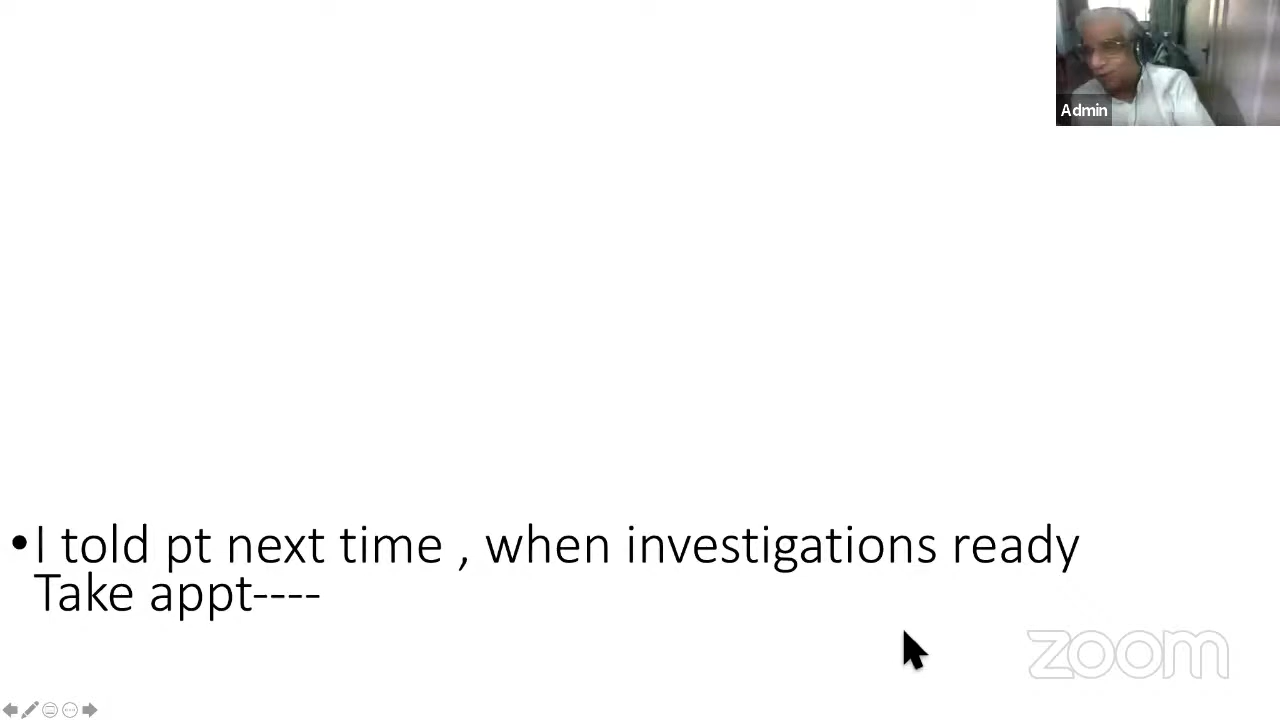 Admin
•I told pt next time , when investigations ready
Take appt----
zoom